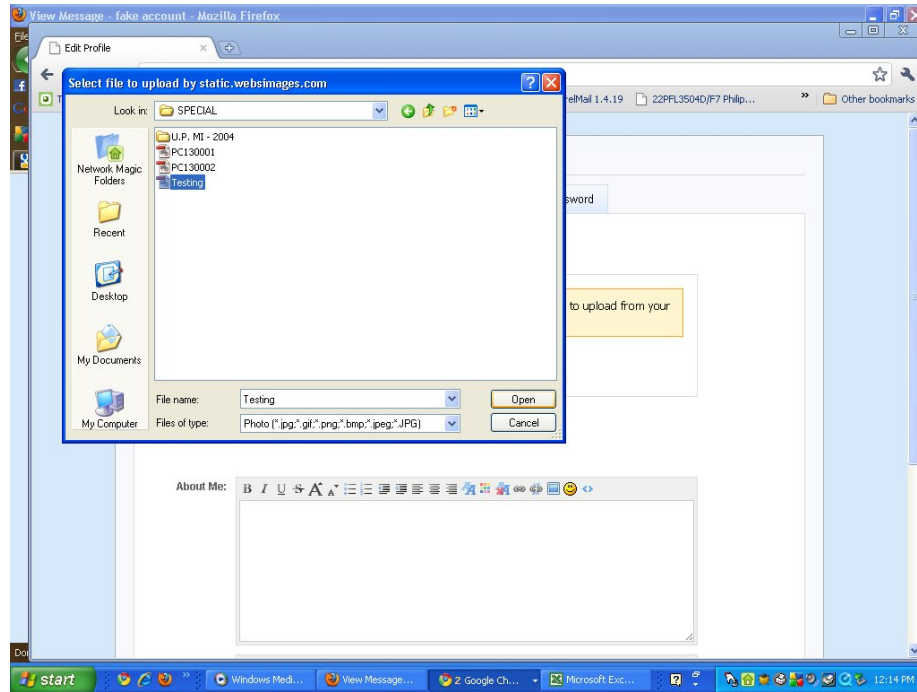 View Message - fake account - Mozilla Firefox
File
Edit Profile
Select file to upload by static.websimages.com
relMail 1.4.19
22PFL3504D/F7 Philip...
»
Other bookmarks
Look in:
SPECIAL
U.P. MI - 2004
PC130001
PC130002
Testing
Network Magic
Folders
Recent
Desktop
My Documents
My Computer
sword
to upload from your
File name:
Testing
Open
Files of type:
Photo (*.jpg;*.gif;*.png;*.bmp;*.jpeg;*.JPG)
Cancel
About Me:
B I U S A A
start
»
Windows Medi...
View Message...
2 Google Ch...
Microsoft Exc...
12:14 PM